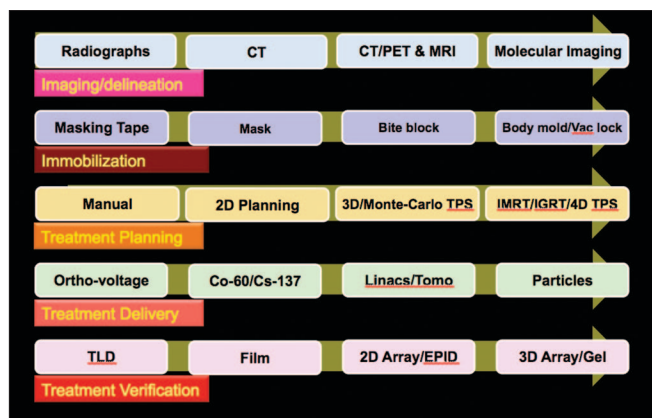 Radiographs CT CT/PET & MRI Molecular Imaging
Imaging/delineation
Masking Tape Mask Bite block Body mold/Vac lock
Immobilization
Manual 2D Planning 3D/Monte-Carlo TPS IMRT/IGRT/4D TPS
Treatment Planning
Ortho-voltage Co-60/Cs-137 Linacs/Tomo Particles
Treatment Delivery
TLD Film 2D Array/EPID 3D Array/Gel
Treatment Verification